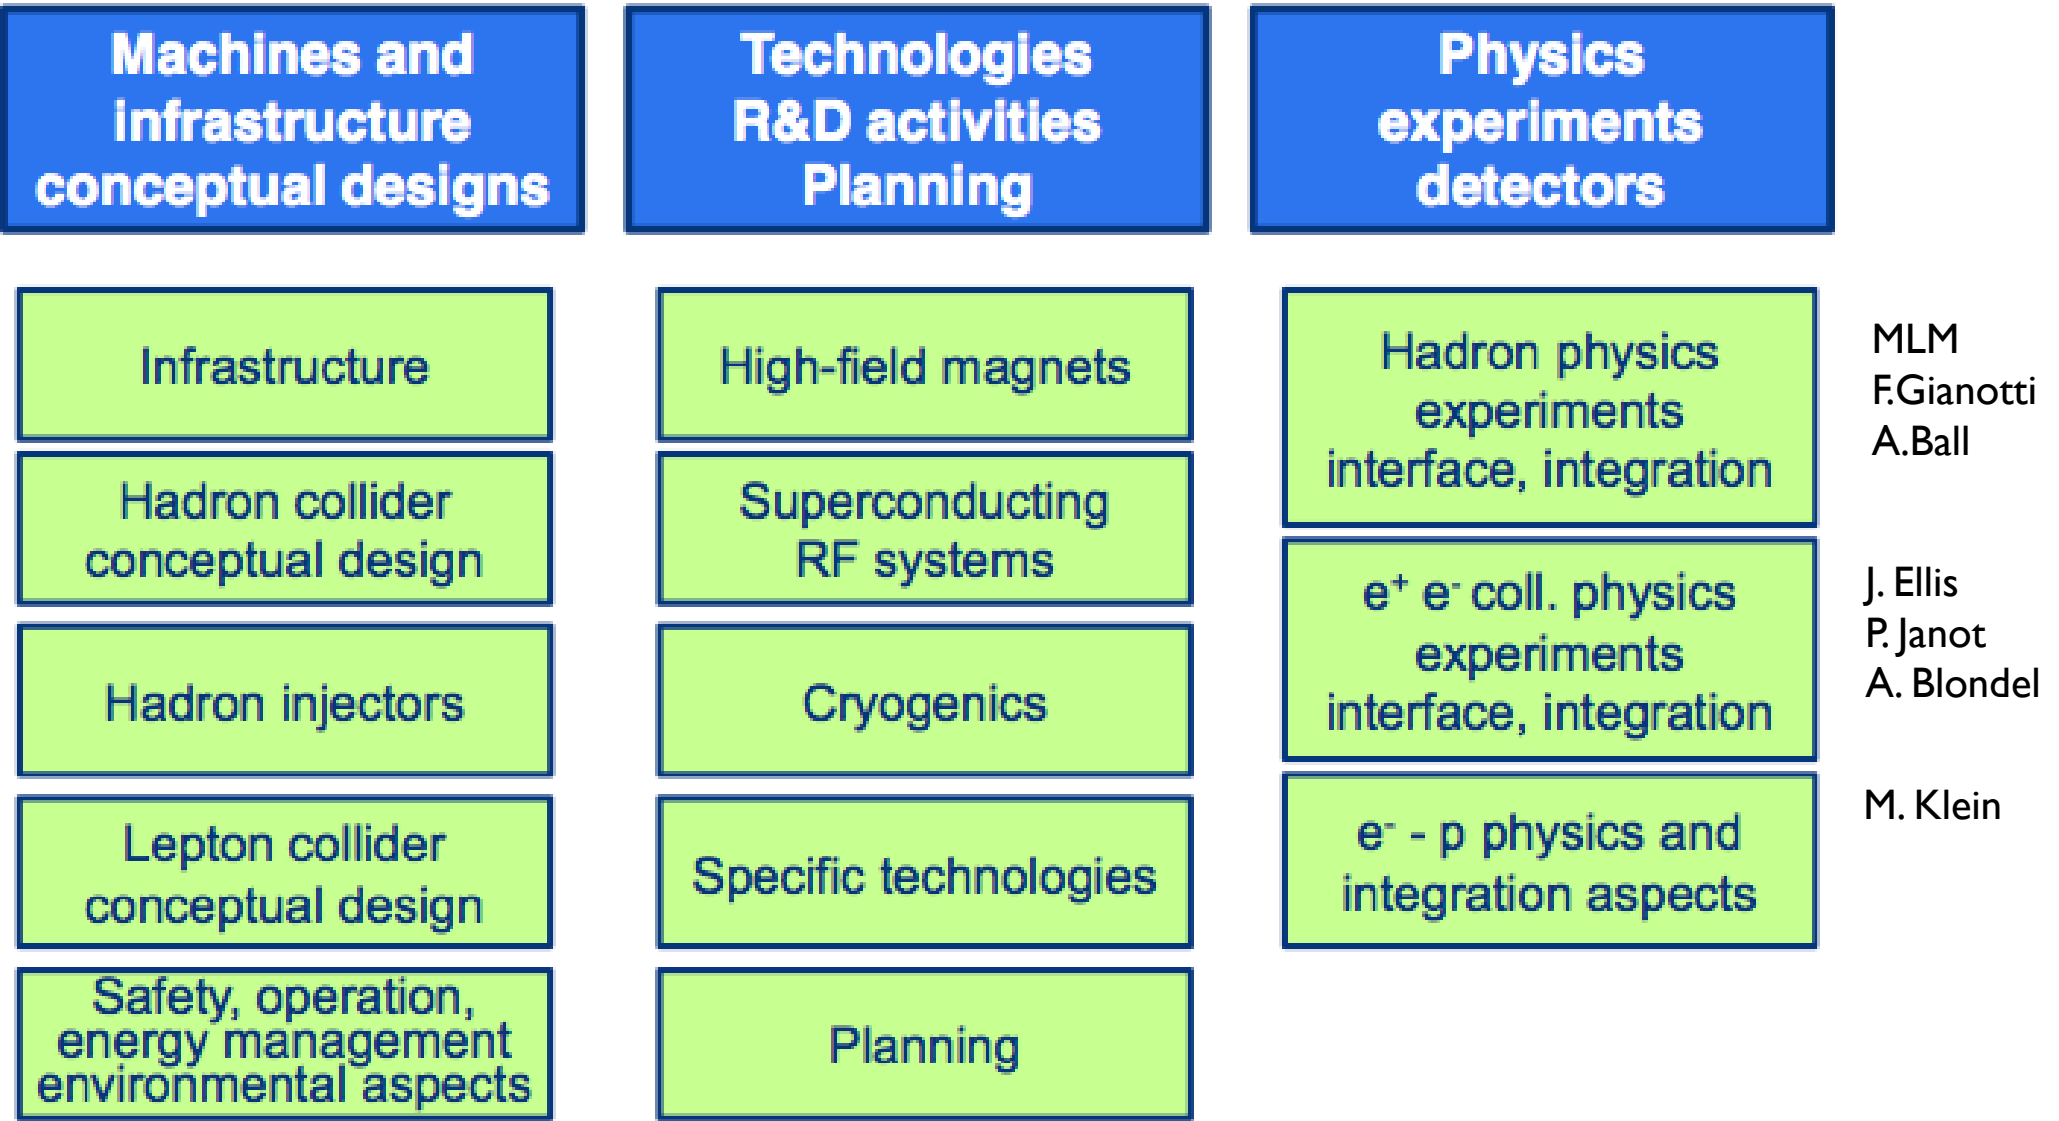 Machines and
infrastructure
conceptual designs
Technologies
R&D activities
Planning
Physics
experiments
detectors
Infrastructure
Hadron collider
conceptual design
Hadron injectors
Lepton collider
conceptual design
Safety, operation,
energy management
environmental aspects
High-field magnets
Superconducting
RF systems
Cryogenics
Specific technologies
Planning
Hadron physics
experiments
interface, integration
MLM
F.Gianotti
A.Ball
e⁺ e⁻ coll. physics
experiments
interface, integration
J. Ellis
P. Janot
A. Blondel
e⁻ - p physics and
integration aspects
M. Klein